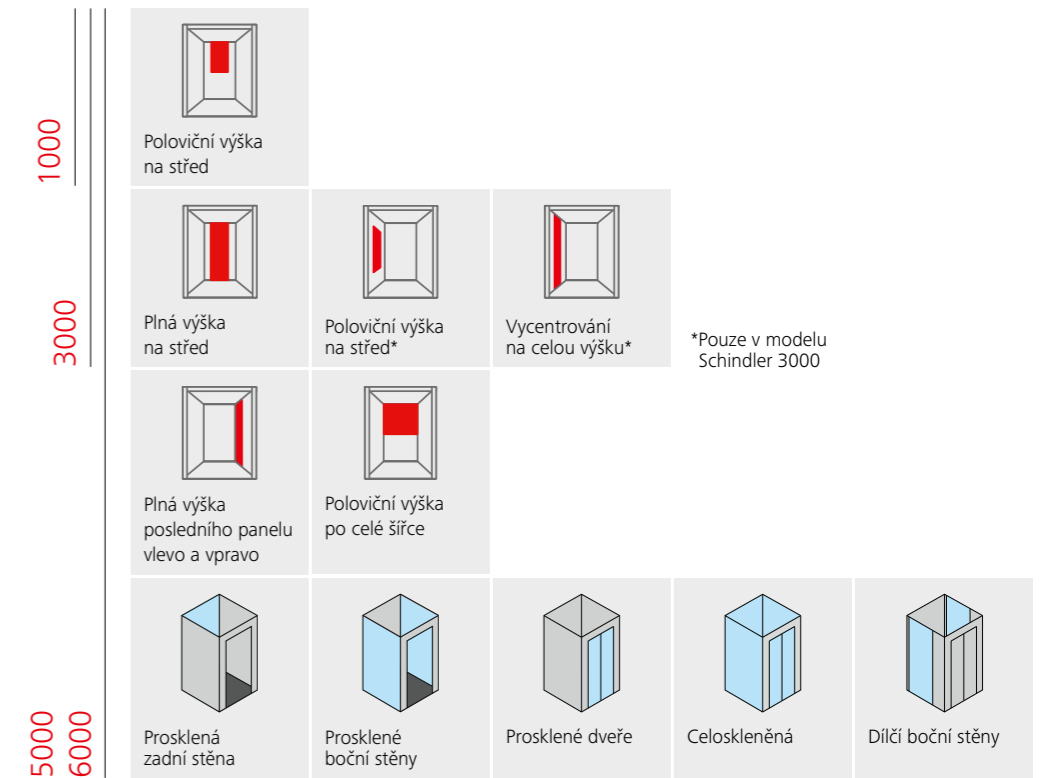 1000
Poloviční výška
na střed
3000
Plná výška
na střed
Poloviční výška
na střed*
Vycentrování
na celou výšku*
*Pouze v modelu
Schindler 3000
Plná výška
posledního panelu
vlevo a vpravo
Poloviční výška
po celé šířce
5000
6000
Prosklená
zadní stěna
Prosklené
boční stěny
Prosklené dveře
Celoskleněná
Dílčí boční stěny